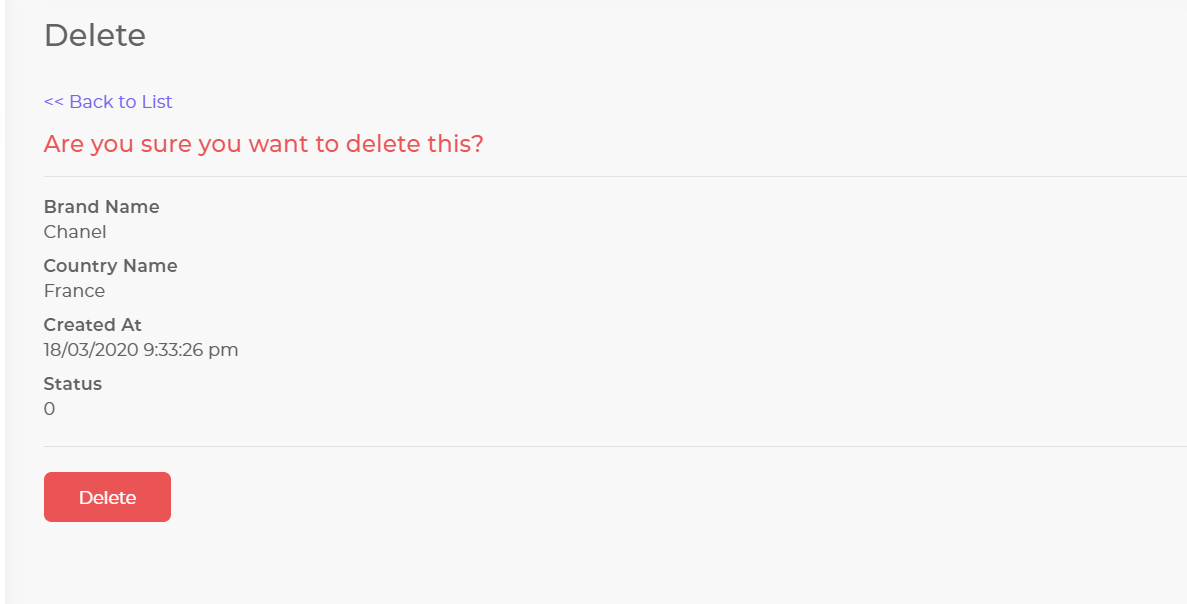 Delete
<< Back to List
Are you sure you want to delete this?
Brand Name
Chanel
Country Name
France
Created At
18/03/2020 9:33:26 pm
Status
0
Delete